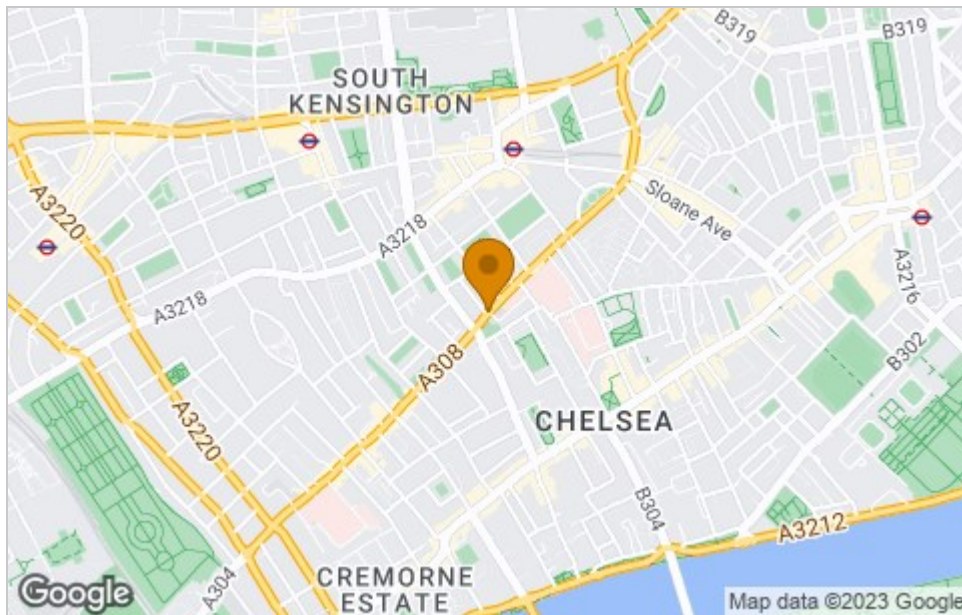 B319
B319
SOUTH
KENSINGTON
A3220
Sloane Ave
A3218
A3218
A3216
B302
A308
A3220
CHELSEA
B304
A3212
A304
CREMORNE
ESTATE
Google
Map data ©2023 Google